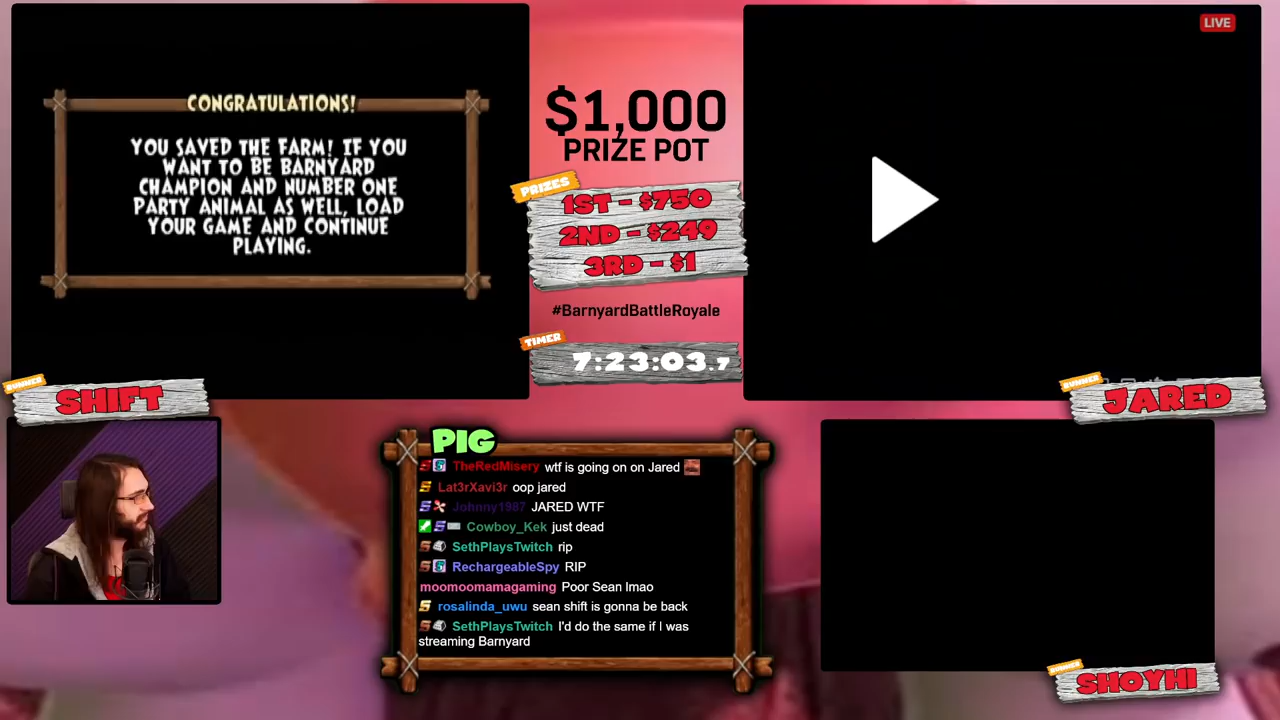 CONGRATULATIONS!
YOU SAVED THE FARM! IF YOU
WANT TO BE BARNYARD
CHAMPION AND NUMBER ONE
PARTY ANIMAL AS WELL, LOAD
YOUR GAME AND CONTINUE
PLAYING.
$1,000
PRIZE POT
PRIZES
1ST - $750
2ND - $249
3RD - $1
#BarnyardBattleRoyale
TIMER
7:23:03.7
LIVE
RUNNER
SHIFT
RUNNER
JARED
PIG
TheRedMisery wtf is going on on Jared
Lat3rXavi3r oop jared
Johnny1987 JARED WTF
Cowboy_Kek just dead
SethPlaysTwitch rip
RechargeableSpy RIP
moomoomamagaming Poor Sean lmao
rosalinda_uwu sean shift is gonna be back
SethPlaysTwitch I'd do the same if I was
streaming Barnyard
RUNNER
SHOYHI